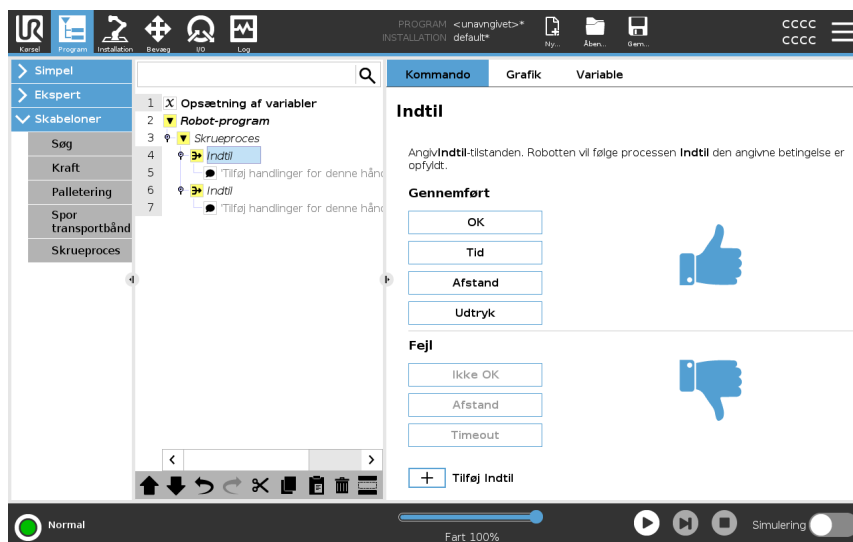 UR
Kørsel
Program
Installation
Bevæg
I/O
Log
PROGRAM <unavngivet>*
INSTALLATION default*
Ny...
Åben...
Gem...
CCCC
CCCC
Simpel
Ekspert
Skabeloner
Søg
Kraft
Palletering
Spor
transportbånd
Skrueproces
1 X Opsætning af variabler
2 Robot-program
3 Skrueproces
4 Indtil
5 'Tilføj handlinger for denne hånd
6 Indtil
7 'Tilføj handlinger for denne hånd
Kommando Grafik Variable
Indtil
AngivIndtil-tilstanden. Robotten vil følge processen Indtil den angivne betingelse er
opfyldt.
Gennemført
OK
Tid
Afstand
Udtryk
Fejl
Ikke OK
Afstand
Timeout
+ Tilføj Indtil
Normal
Fart 100%
Simulering